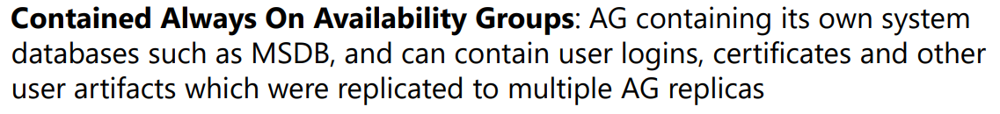 Contained Always On Availability Groups: AG containing its own system
databases such as MSDB, and can contain user logins, certificates and other
user artifacts which were replicated to multiple AG replicas